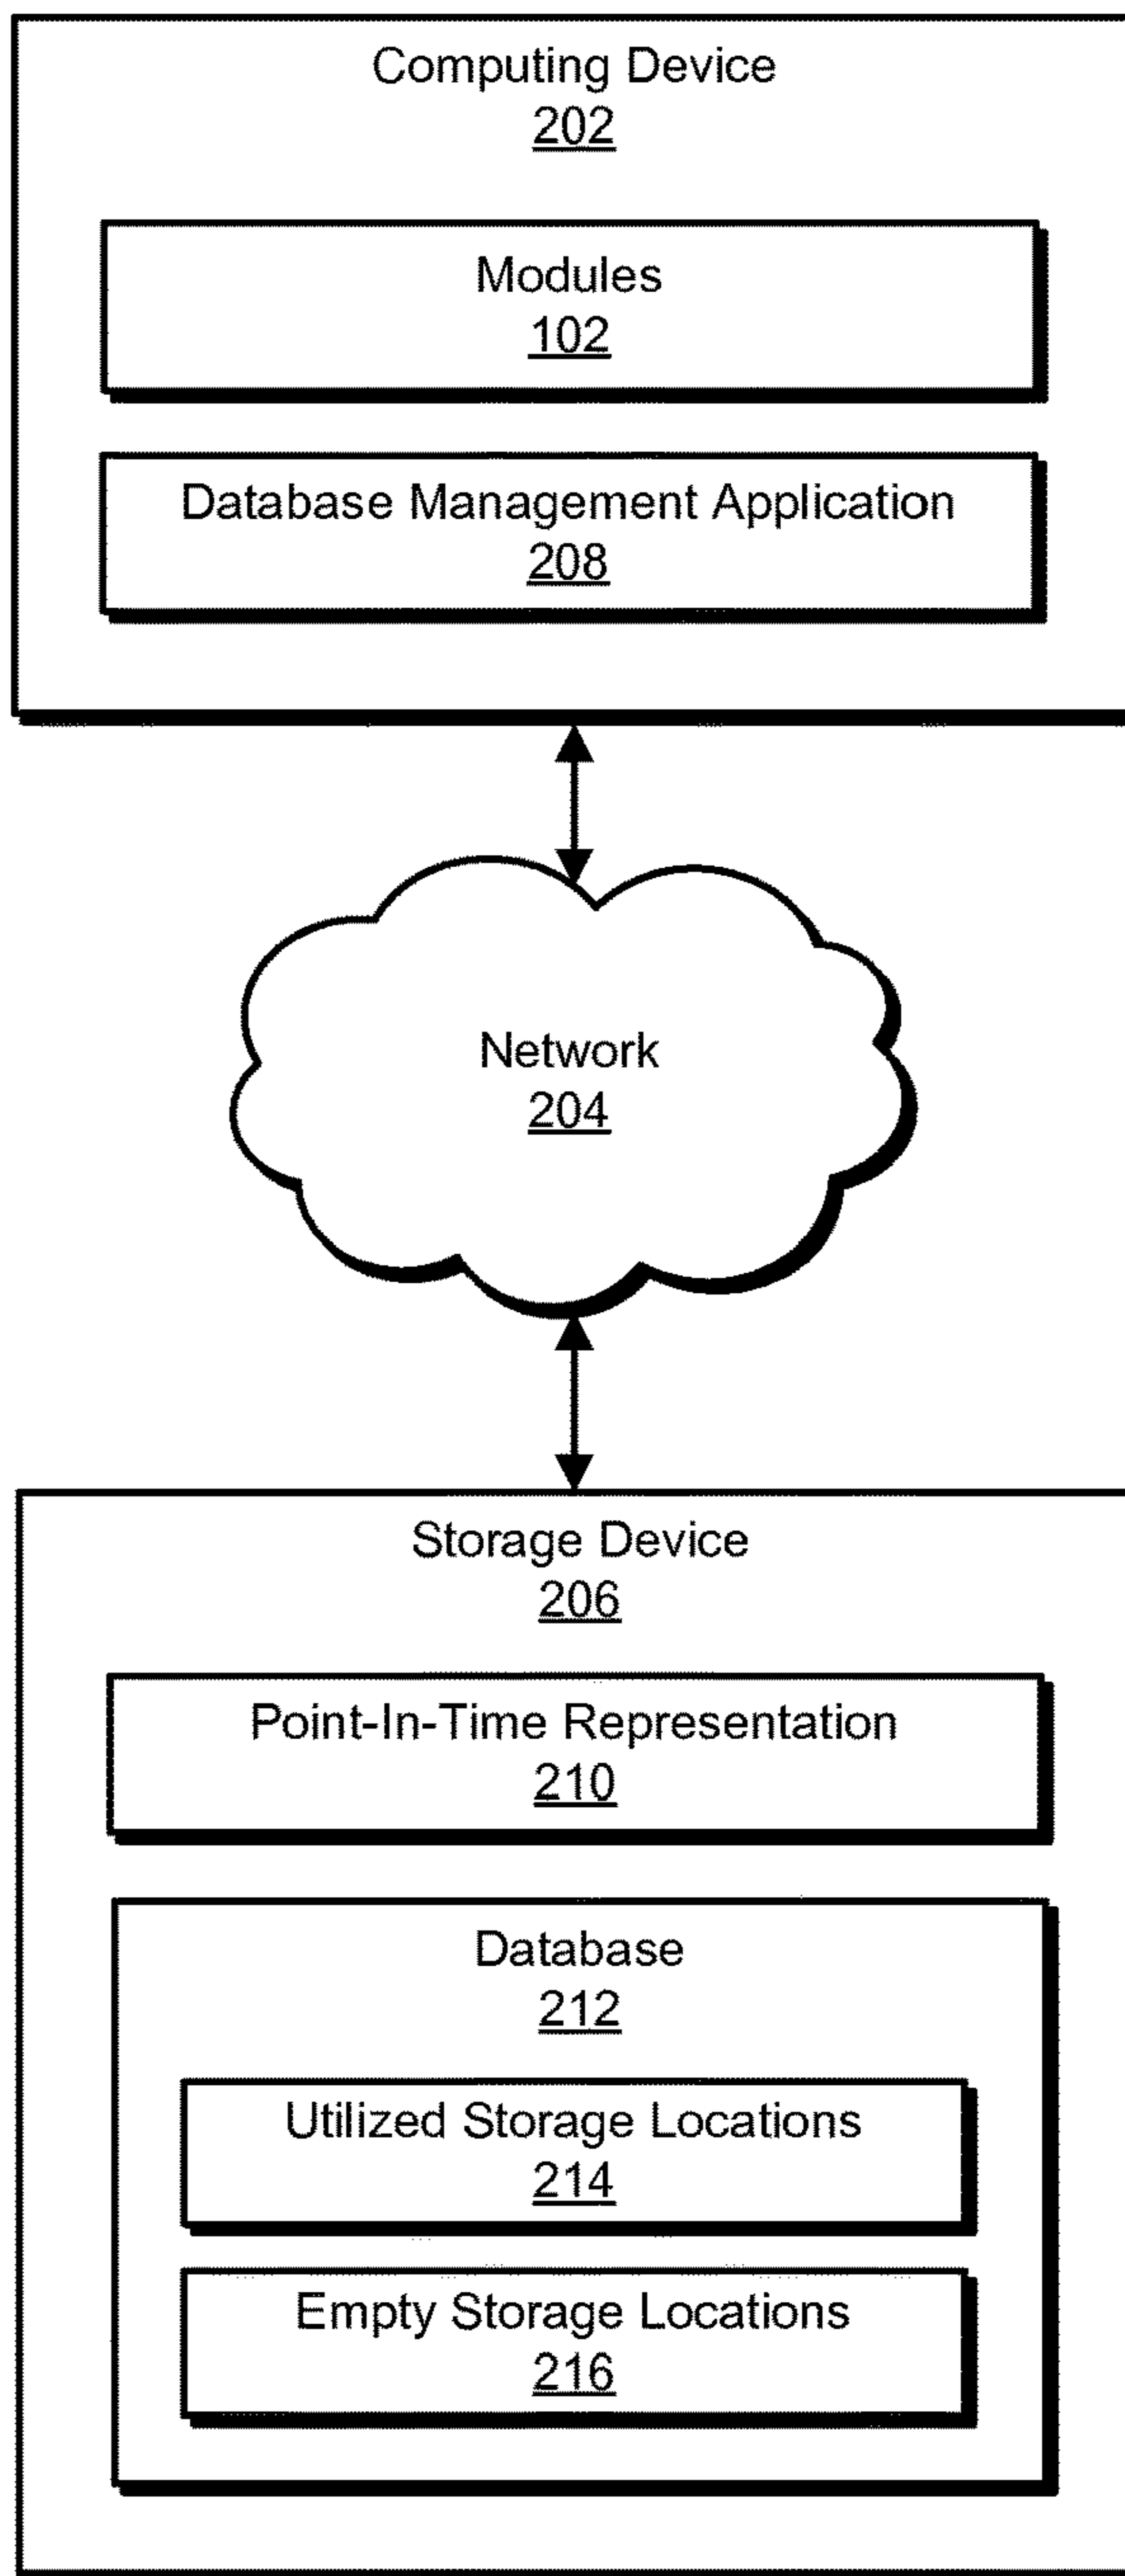 Computing Device
202
Modules
102
Database Management Application
208
Network
204
Storage Device
206
Point-In-Time Representation
210
Database
212
Utilized Storage Locations
214
Empty Storage Locations
216